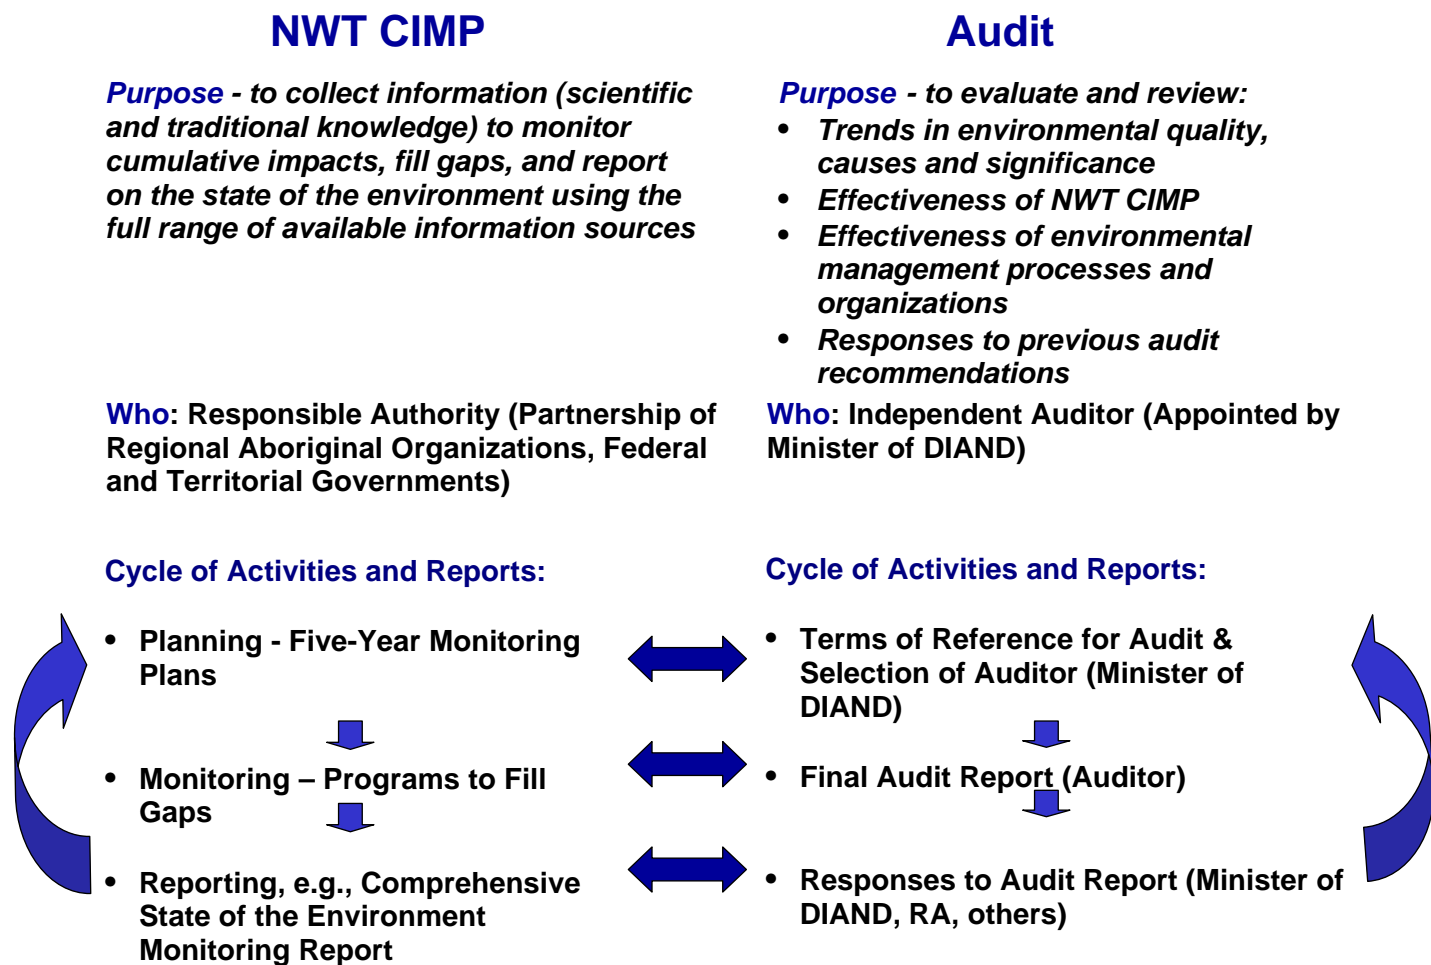 NWT CIMP
Purpose - to collect information (scientific
and traditional knowledge) to monitor
cumulative impacts, fill gaps, and report
on the state of the environment using the
full range of available information sources
Who: Responsible Authority (Partnership of
Regional Aboriginal Organizations, Federal
and Territorial Governments)
Cycle of Activities and Reports:
• Planning - Five-Year Monitoring
Plans
• Monitoring – Programs to Fill
Gaps
• Reporting, e.g., Comprehensive
State of the Environment
Monitoring Report
Audit
Purpose - to evaluate and review:
• Trends in environmental quality,
causes and significance
• Effectiveness of NWT CIMP
• Effectiveness of environmental
management processes and
organizations
• Responses to previous audit
recommendations
Who: Independent Auditor (Appointed by
Minister of DIAND)
Cycle of Activities and Reports:
• Terms of Reference for Audit &
Selection of Auditor (Minister of
DIAND)
• Final Audit Report (Auditor)
• Responses to Audit Report (Minister of
DIAND, RA, others)